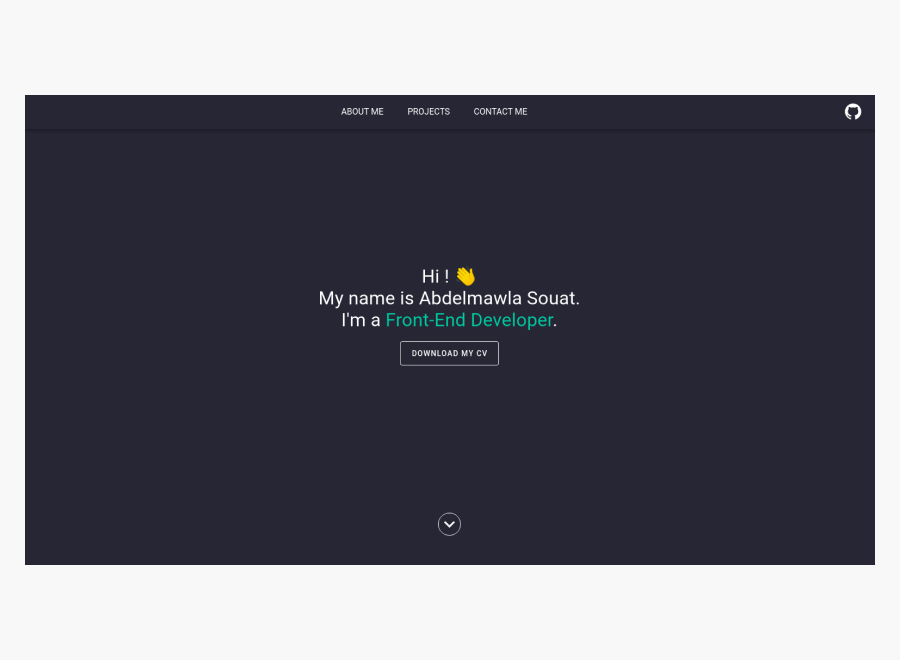 ABOUT ME PROJECTS CONTACT ME
Hi ! 👋
My name is Abdelmawla Souat.
I'm a Front-End Developer.
DOWNLOAD MY CV